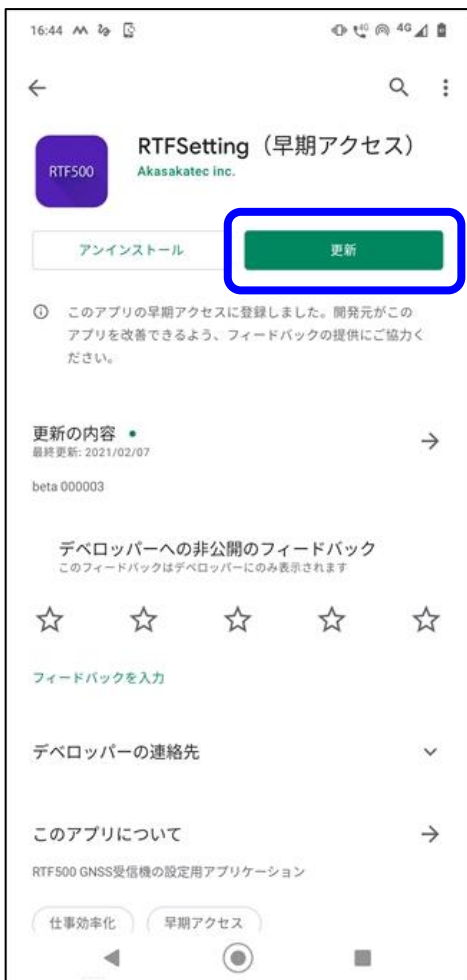 16:44
4G 4G
RTF500
RTFSetting（早期アクセス）
Akasakatec inc.
アンインストール
更新
このアプリの早期アクセスに登録しました。開発元がこの
アプリを改善できるよう、フィードバックの提供にご協力く
ださい。
更新の内容
最終更新: 2021/02/07
beta 000003
デベロッパーへの非公開のフィードバック
このフィードバックはデベロッパーにのみ表示されます
フィードバックを入力
デベロッパーの連絡先
このアプリについて
RTF500 GNSS受信機の設定用アプリケーション
仕事効率化
早期アクセス